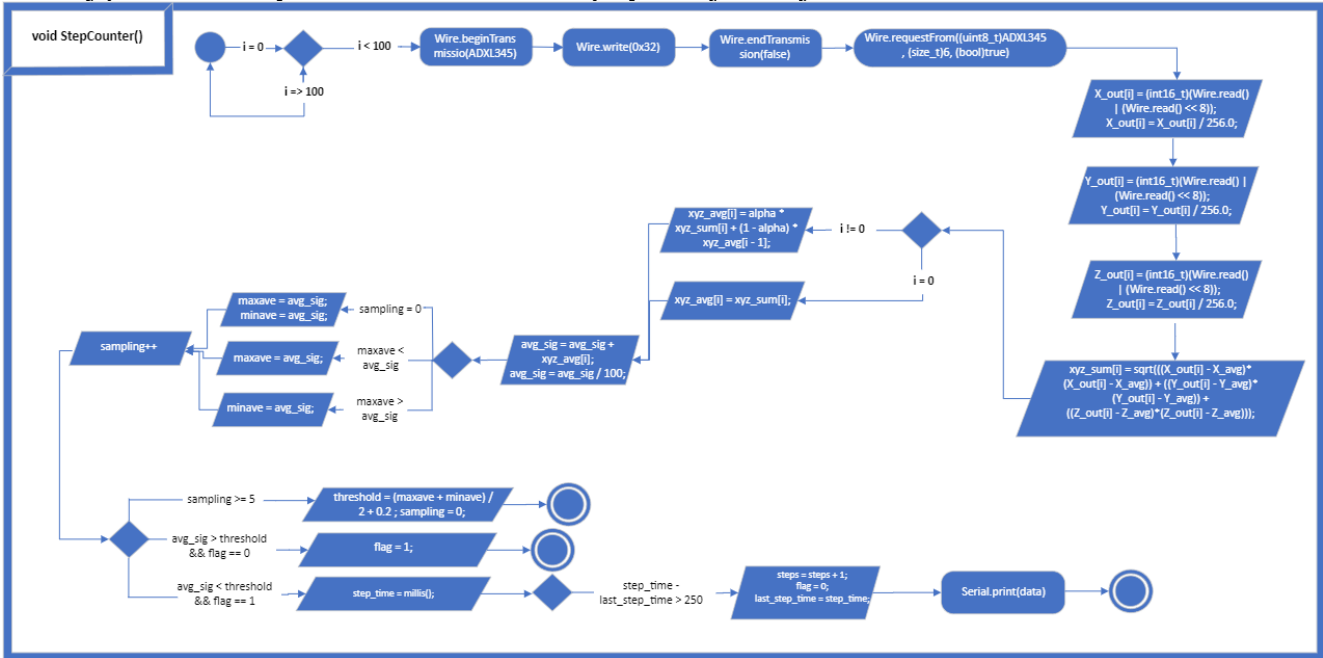 void StepCounter()
i = 0
i < 100
i => 100
Wire.beginTrans
missio(ADXL345)
Wire.write(0x32)
Wire.endTransmis
sion(false)
Wire.requestFrom((uint8_t)ADXL345
, (size_t)6, (bool)true)
X_out[i] = (int16_t)(Wire.read()
| (Wire.read() << 8));
X_out[i] = X_out[i] / 256.0;
Y_out[i] = (int16_t)(Wire.read() |
(Wire.read() << 8));
Y_out[i] = Y_out[i] / 256.0;
Z_out[i] = (int16_t)(Wire.read()
| (Wire.read() << 8));
Z_out[i] = Z_out[i] / 256.0;
xyz_sum[i] = sqrt(((X_out[i] - X_avg)*
(X_out[i] - X_avg)) + ((Y_out[i] - Y_avg)*
(Y_out[i] - Y_avg)) +
((Z_out[i] - Z_avg)*(Z_out[i] - Z_avg)));
i != 0
i = 0
xyz_avg[i] = alpha *
xyz_sum[i] + (1 - alpha) *
xyz_avg[i - 1];
xyz_avg[i] = xyz_sum[i];
avg_sig = avg_sig +
xyz_avg[i];
avg_sig = avg_sig / 100;
sampling = 0
maxave <
avg_sig
maxave >
avg_sig
maxave = avg_sig;
minave = avg_sig;
maxave = avg_sig;
minave = avg_sig;
sampling++
sampling >= 5
threshold = (maxave + minave) /
2 + 0.2 ; sampling = 0;
avg_sig > threshold
&& flag == 0
flag = 1;
avg_sig < threshold
&& flag == 1
step_time = millis();
step_time -
last_step_time > 250
steps = steps + 1;
flag = 0;
last_step_time = step_time;
Serial.print(data)